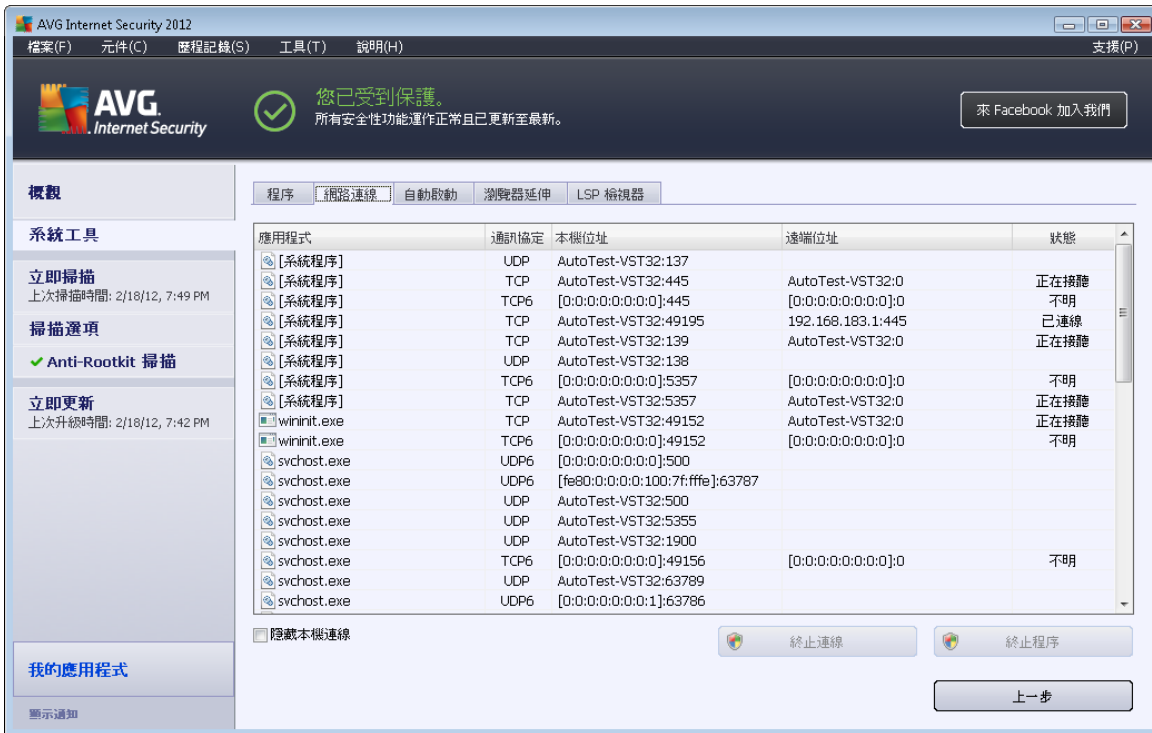 AVG Internet Security 2012
檔案(F) 元件(C) 歷程記錄(S) 工具(T) 說明(H) 支援(P)
AVG.
Internet Security
您已受到保護。
所有安全性功能運作正常且已更新至最新。
來 Facebook 加入我們
概觀
系統工具
立即掃描
上次掃描時間: 2/18/12, 7:49 PM
掃描選項
Anti-Rootkit 掃描
立即更新
上次升級時間: 2/18/12, 7:42 PM
我的應用程式
顯示通知
程序 網路連線 自動啟動 瀏覽器延伸 LSP 檢視器
應用程式 通訊協定 本機位址 遠端位址 狀態
[系統程序] UDP AutoTest-VST32:137
[系統程序] TCP AutoTest-VST32:445 AutoTest-VST32:0 正在接聽
[系統程序] TCP6 [0:0:0:0:0:0:0:0]:445 [0:0:0:0:0:0:0:0]:0 不明
[系統程序] TCP AutoTest-VST32:49195 192.168.183.1:445 已連線
[系統程序] TCP AutoTest-VST32:139 AutoTest-VST32:0 正在接聽
[系統程序] UDP AutoTest-VST32:138
[系統程序] TCP6 [0:0:0:0:0:0:0:0]:5357 [0:0:0:0:0:0:0:0]:0 不明
[系統程序] TCP AutoTest-VST32:5357 AutoTest-VST32:0 正在接聽
wininit.exe TCP AutoTest-VST32:49152 AutoTest-VST32:0 正在接聽
wininit.exe TCP6 [0:0:0:0:0:0:0:0]:49152 [0:0:0:0:0:0:0:0]:0 不明
svchost.exe UDP6 [0:0:0:0:0:0:0:0]:500
svchost.exe UDP6 [fe80:0:0:0:0:100:7f:fffe]:63787
svchost.exe UDP AutoTest-VST32:500
svchost.exe UDP AutoTest-VST32:5355
svchost.exe UDP AutoTest-VST32:1900
svchost.exe TCP6 [0:0:0:0:0:0:0:0]:49156 [0:0:0:0:0:0:0:0]:0 不明
svchost.exe UDP AutoTest-VST32:63789
svchost.exe UDP6 [0:0:0:0:0:0:0:1]:63786
隱藏本機連線
終止連線 終止程序
上一步